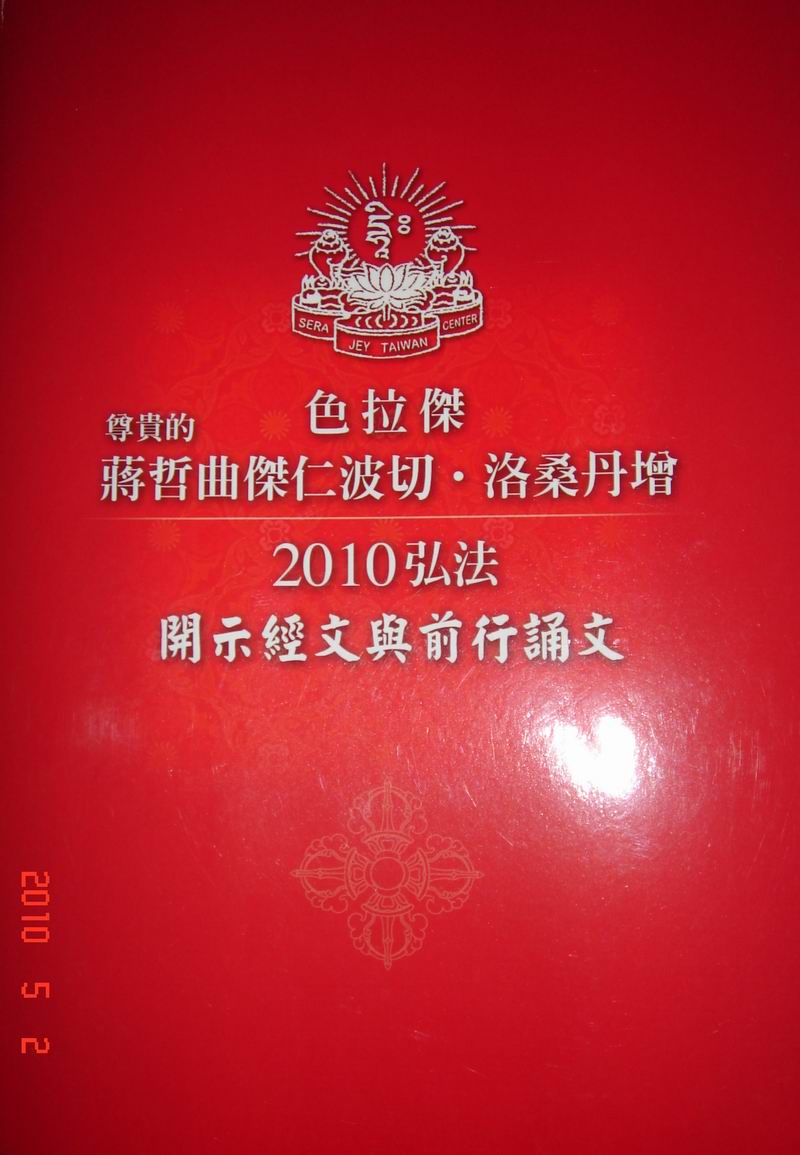 SERA JEY TAIWAN CENTER
色拉傑
尊貴的
蔣哲曲傑仁波切·洛桑丹增
2010弘法
開示經文與前行誦文
2010 5 2